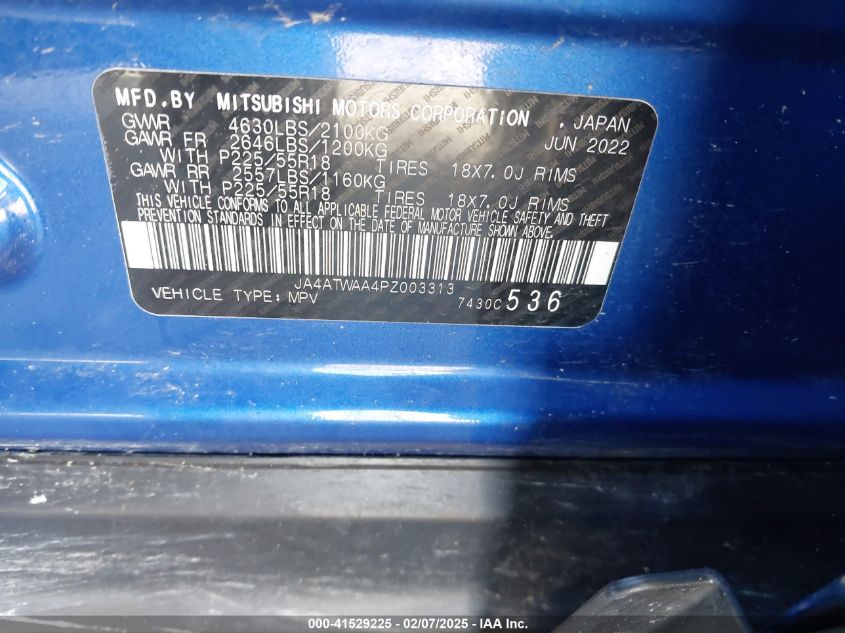 MFD.BY MITSUBISHI MOTORS CORPORATION , JAPAN
GVWR 4630LBS/2100KG JUN 2022
GAWR FR 2646LBS/1200KG
WITH P225/55R18 TIRES 18X7.0J RIMS
GAWR RR 2557LBS/1160KG
WITH P225/55R18 TIRES 18X7.0J RIMS
THIS VEHICLE CONFORMS TO ALL APPLICABLE FEDERAL MOTOR VEHICLE SAFETY AND THEFT
PREVENTION STANDARDS IN EFFECT ON THE DATE OF MANUFACTURE SHOWN ABOVE.
JA4ATWAA4PZ003313
VEHICLE TYPE: MPV 7430C 536
000-41529225 - 02/07/2025 - IAA Inc.